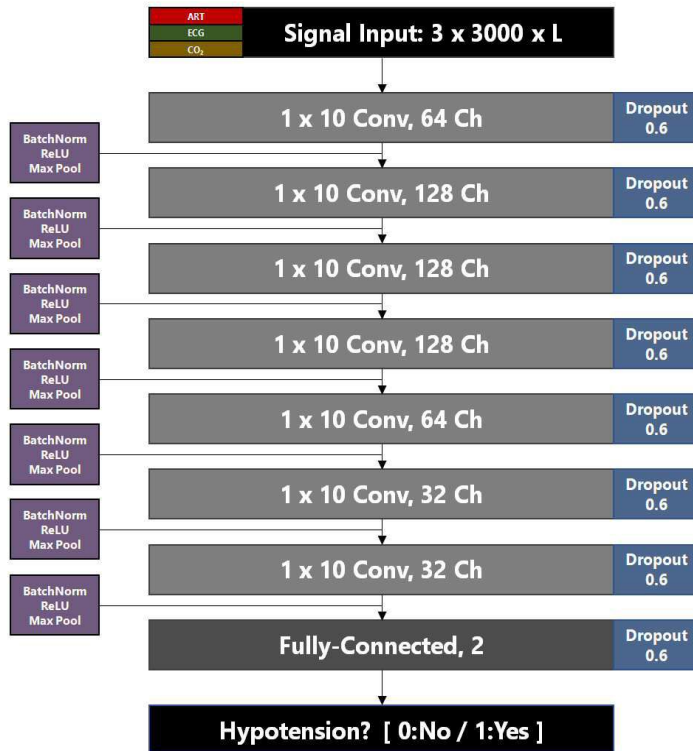 ART
ECG
CO₂
Signal Input: 3 x 3000 x L
1 x 10 Conv, 64 Ch
Dropout
0.6
BatchNorm
ReLU
Max Pool
1 x 10 Conv, 128 Ch
Dropout
0.6
BatchNorm
ReLU
Max Pool
1 x 10 Conv, 128 Ch
Dropout
0.6
BatchNorm
ReLU
Max Pool
1 x 10 Conv, 128 Ch
Dropout
0.6
BatchNorm
ReLU
Max Pool
1 x 10 Conv, 64 Ch
Dropout
0.6
BatchNorm
ReLU
Max Pool
1 x 10 Conv, 32 Ch
Dropout
0.6
BatchNorm
ReLU
Max Pool
1 x 10 Conv, 32 Ch
Dropout
0.6
BatchNorm
ReLU
Max Pool
Fully-Connected, 2
Dropout
0.6
Hypotension? [ 0:No / 1:Yes ]